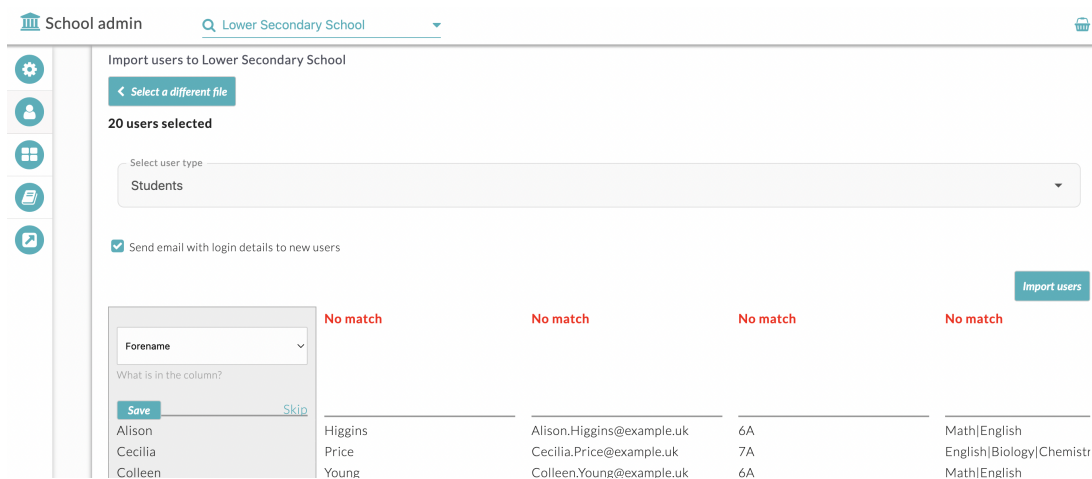 School admin
Lower Secondary School
Import users to Lower Secondary School
Select a different file
20 users selected
Select user type
Students
Send email with login details to new users
Import users
No match No match No match No match
Forename
What is in the column?
Save Skip
Alison Higgins Alison.Higgins@example.uk 6A Math|English
Cecilia Price Cecilia.Price@example.uk 7A English|Biology|Chemistr
Colleen Young Colleen.Young@example.uk 6A Math|English